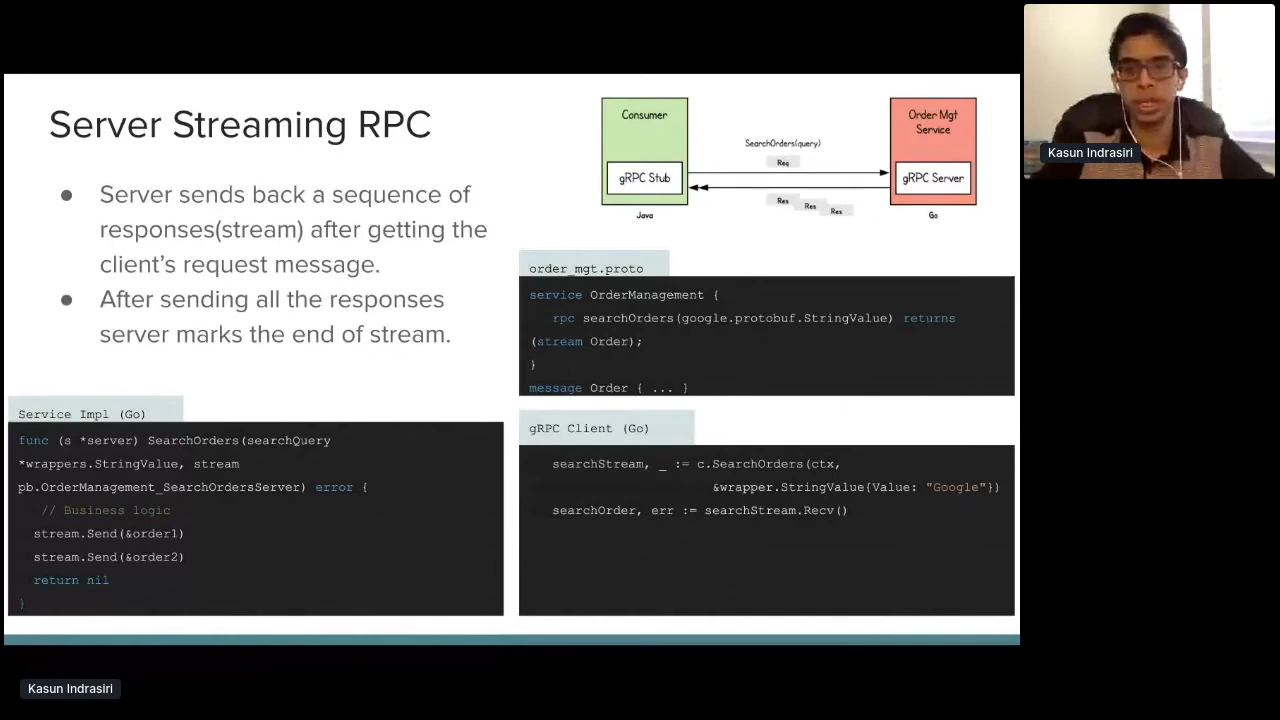 Server Streaming RPC
● Server sends back a sequence of
responses(stream) after getting the
client's request message.
● After sending all the responses
server marks the end of stream.
Consumer
gRPC Stub
Java
SearchOrders(query)
Req
Res
Res
Res
Order Mgt
Service
gRPC Server
Go
order_mgt.proto
service OrderManagement {
rpc searchOrders(google.protobuf.StringValue) returns
(stream Order);
}
message Order { ... }
Service Impl (Go)
func (s *server) SearchOrders(searchQuery
*wrappers.StringValue, stream
pb.OrderManagement_SearchOrdersServer) error {
// Business logic
stream.Send(&order1)
stream.Send(&order2)
return nil
}
gRPC Client (Go)
searchStream, _ := c.SearchOrders(ctx,
&wrapper.StringValue{Value: "Google"})
searchOrder, err := searchStream.Recv()
Kasun Indrasiri
Kasun Indrasiri